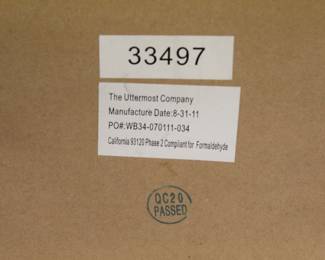 33497
The Uttermost Company
Manufacture Date:8-31-11
PO#:WB34-070111-034
California 93120 Phase 2 Compliant for Formaldehyde
QC20
PASSED